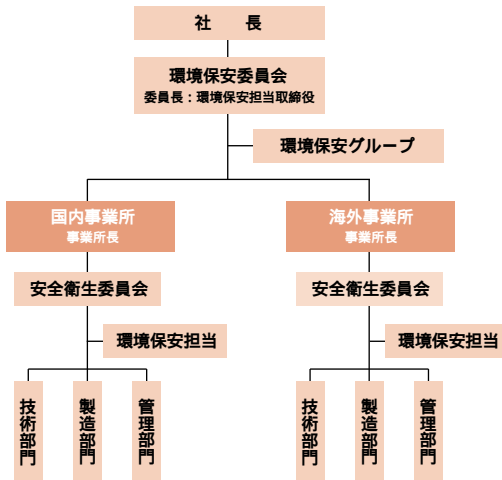 社　長
環境保安委員会
委員長：環境保安担当取締役
環境保安グループ
国内事業所
事業所長
安全衛生委員会
環境保安担当
技術部門
製造部門
管理部門
海外事業所
事業所長
安全衛生委員会
環境保安担当
技術部門
製造部門
管理部門